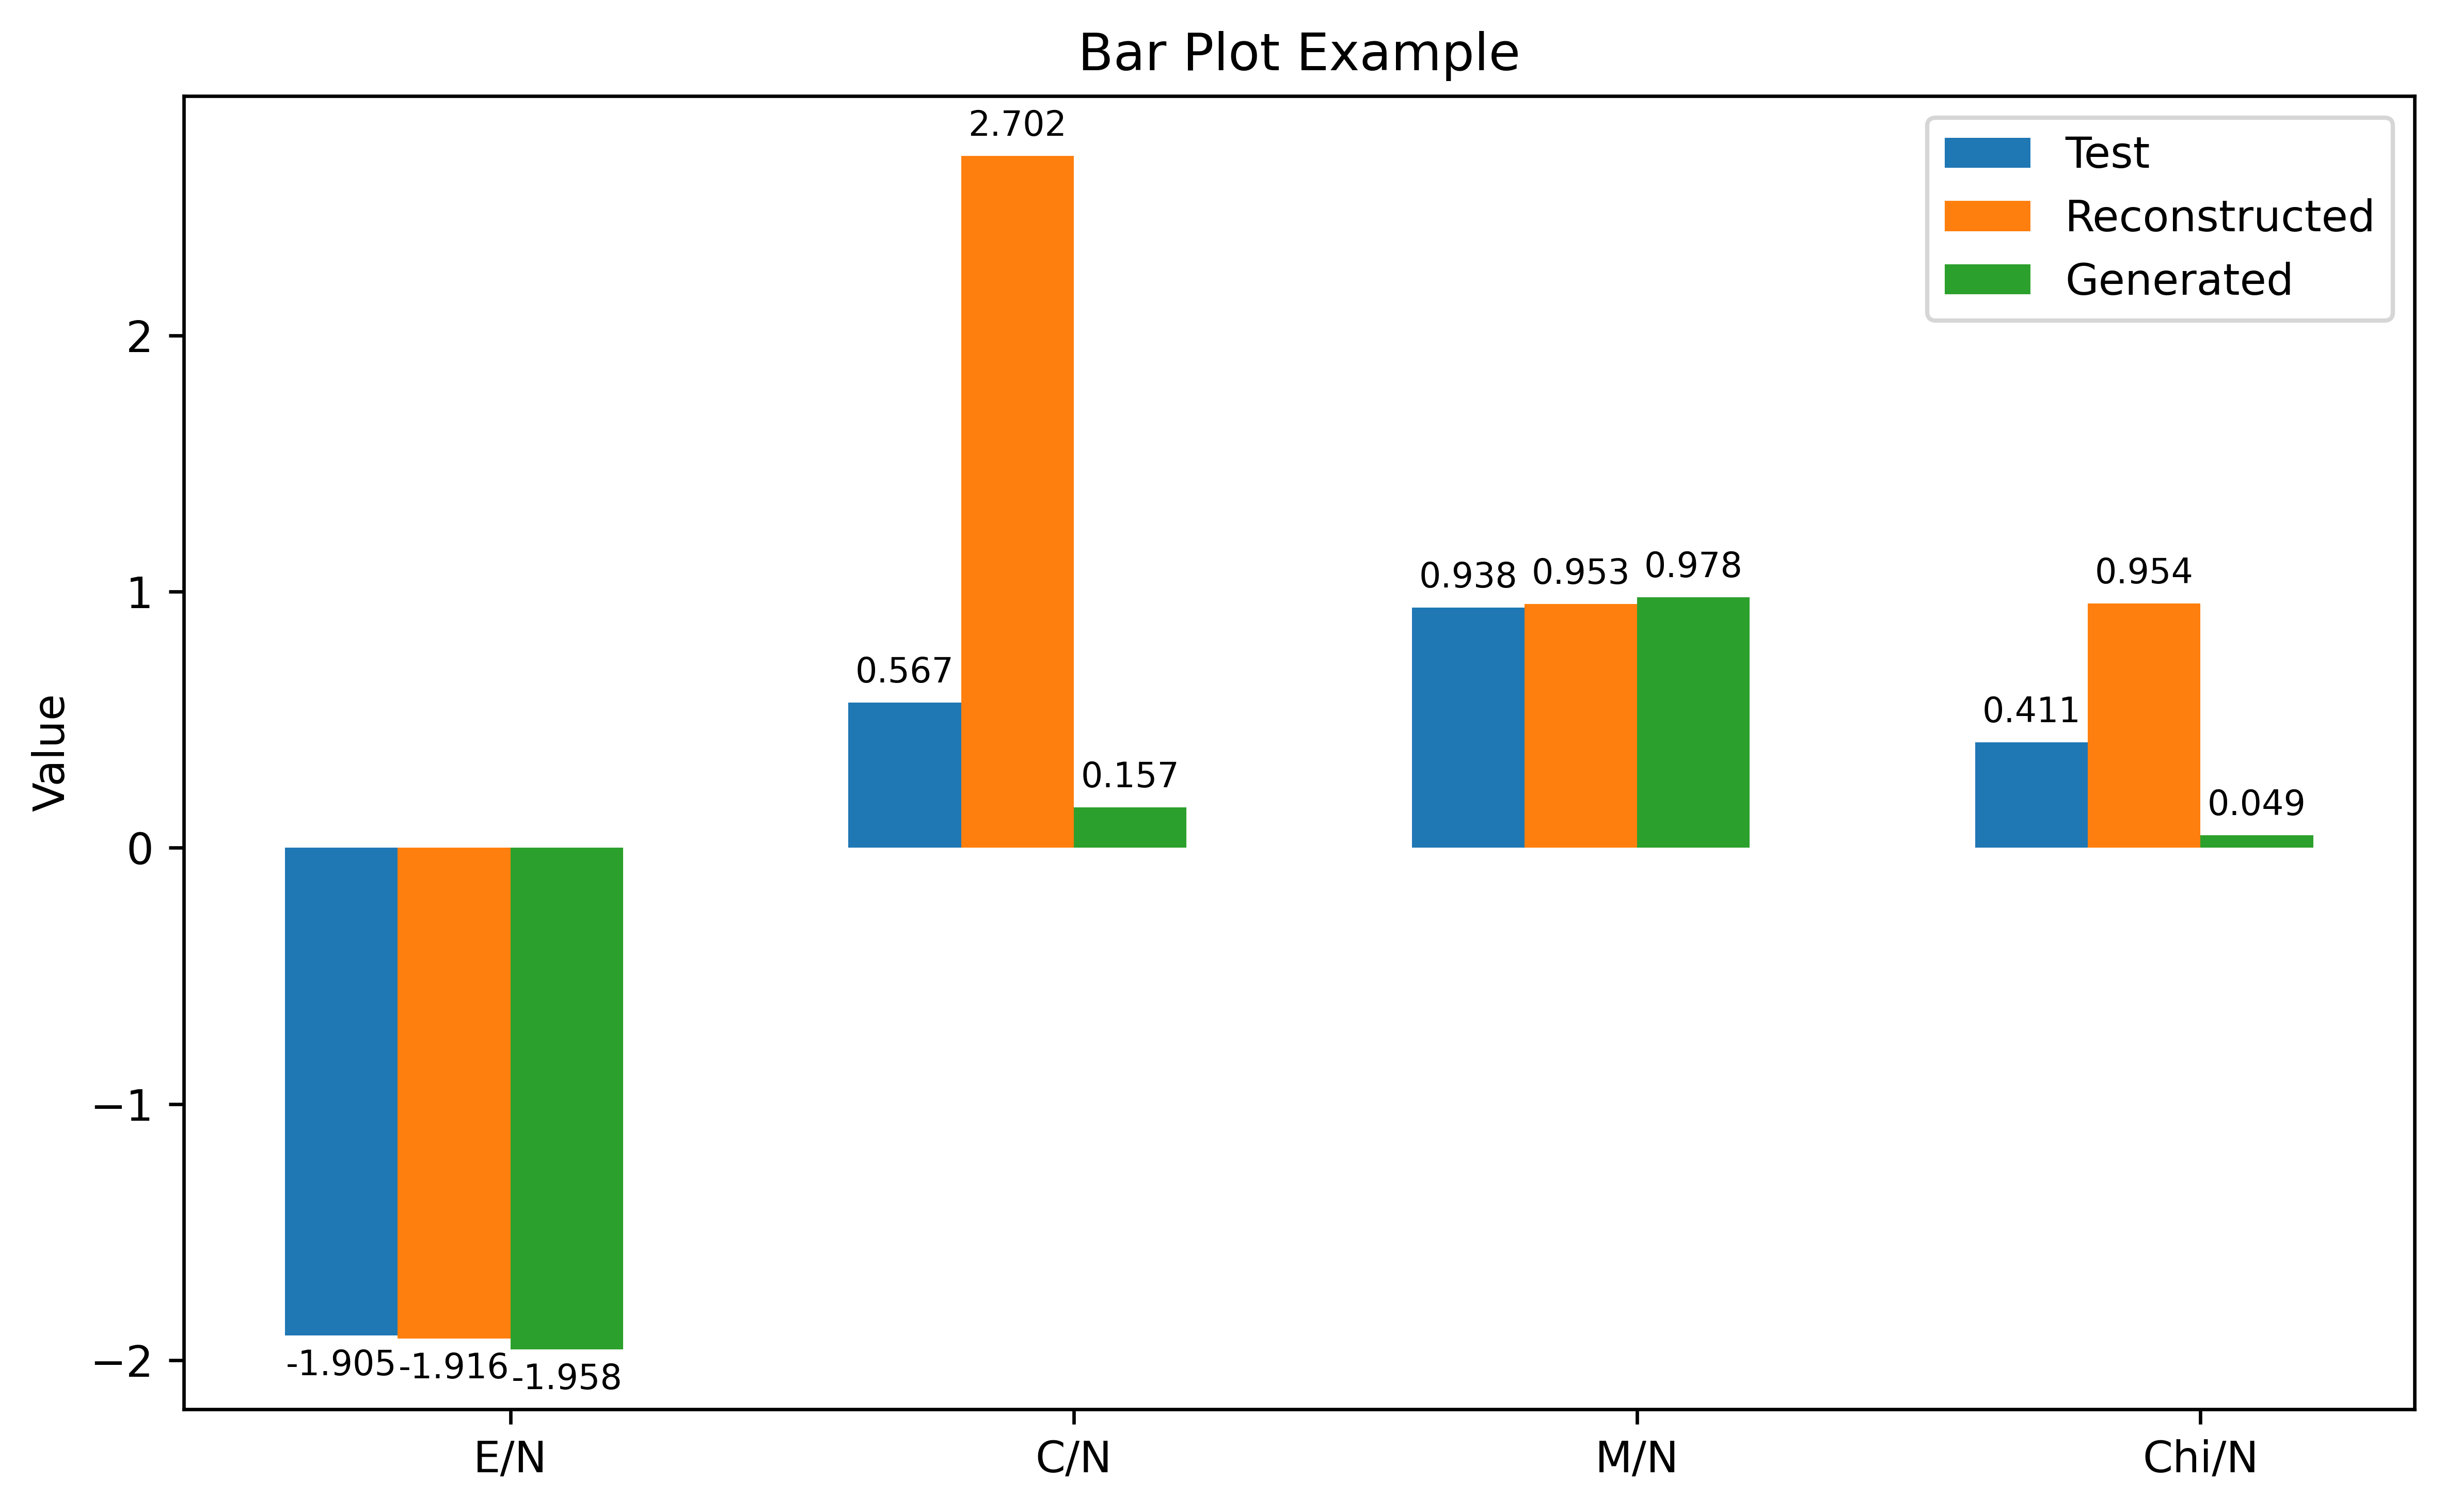 Bar Plot Example
2.702
Test
Reconstructed
Generated
2
1
0
−1
−2
Value
0.567
0.157
0.938
0.953
0.978
0.954
0.411
0.049
-1.905
-1.916
-1.958
E/N
C/N
M/N
Chi/N